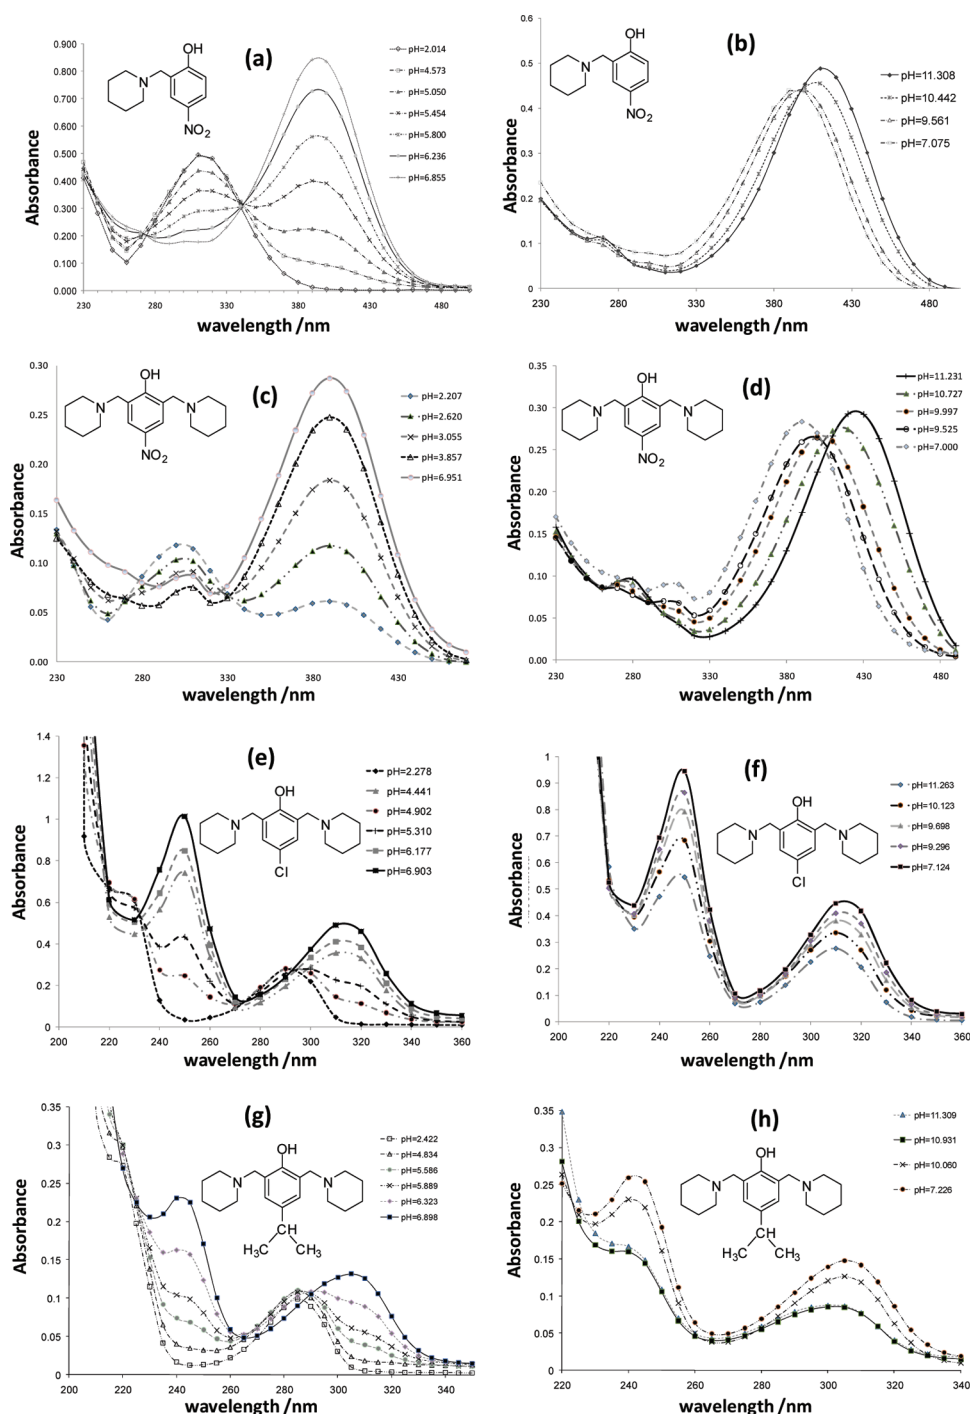 (a)
OH
N
NO2
pH=2.014
pH=4.573
pH=5.050
pH=5.454
pH=5.800
pH=6.236
pH=6.855
0.900
0.800
0.700
0.600
0.500
0.400
0.300
0.200
0.100
0.000
230 280 330 380 430 480
Absorbance
wavelength /nm
(b)
OH
N
NO2
pH=11.308
pH=10.442
pH=9.561
pH=7.075
0.6
0.5
0.4
0.3
0.2
0.1
0
230 280 330 380 430 480
Absorbance
wavelength /nm
(c)
OH
N N
NO2
pH=2.207
pH=2.620
pH=3.055
pH=3.857
pH=6.951
0.30
0.25
0.20
0.15
0.10
0.05
0.00
230 280 330 380 430
Absorbance
wavelength /nm
(d)
OH
N N
NO2
pH=11.231
pH=10.727
pH=9.997
pH=9.525
pH=7.000
0.35
0.30
0.25
0.20
0.15
0.10
0.05
0.00
230 280 330 380 430 480
Absorbance
wavelength /nm
(e)
OH
N N
Cl
pH=2.278
pH=4.441
pH=4.902
pH=5.310
pH=6.177
pH=6.903
1.4
1.2
1
0.8
0.6
0.4
0.2
0
200 220 240 260 280 300 320 340 360
Absorbance
wavelength /nm
(f)
OH
N N
Cl
pH=11.263
pH=10.123
pH=9.698
pH=9.296
pH=7.124
1
0.9
0.8
0.7
0.6
0.5
0.4
0.3
0.2
0.1
0
200 220 240 260 280 300 320 340 360
Absorbance
wavelength /nm
(g)
OH
N N
CH
H3C CH3
pH=2.422
pH=4.834
pH=5.586
pH=5.889
pH=6.323
pH=6.898
0.35
0.3
0.25
0.2
0.15
0.1
0.05
0
200 220 240 260 280 300 320 340
Absorbance
wavelength /nm
(h)
OH
N N
CH
H3C CH3
pH=11.309
pH=10.931
pH=10.060
pH=7.226
0.35
0.3
0.25
0.2
0.15
0.1
0.05
0
220 240 260 280 300 320 340
Absorbance
wavelength /nm